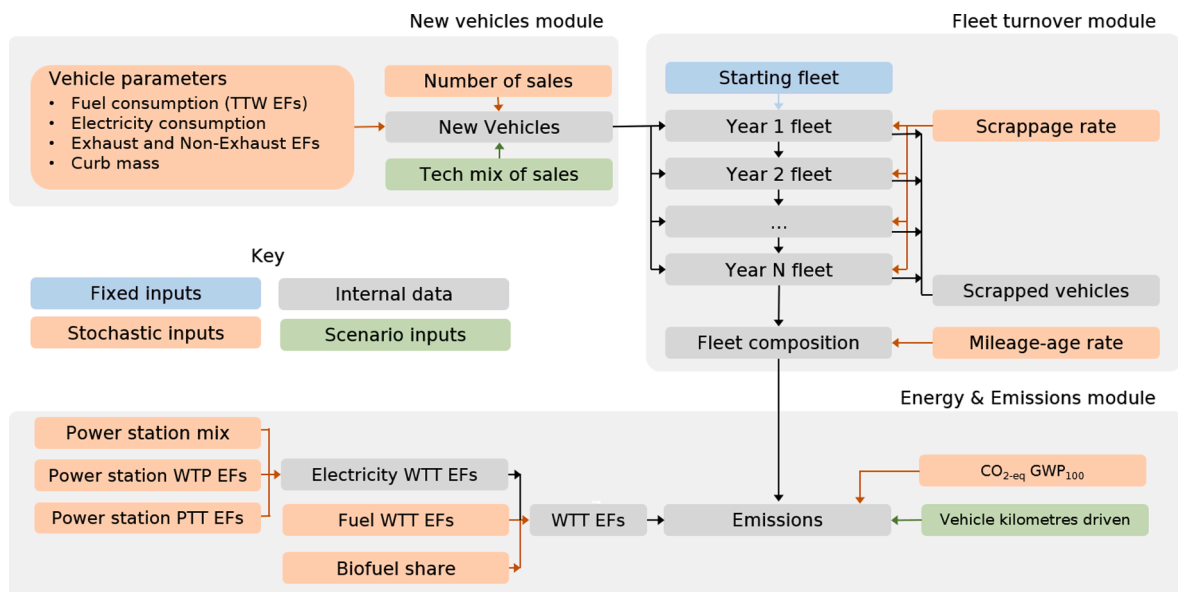 New vehicles module
Vehicle parameters
• Fuel consumption (TTW EFs)
• Electricity consumption
• Exhaust and Non-Exhaust EFs
• Curb mass
Number of sales
New Vehicles
Tech mix of sales
Fleet turnover module
Starting fleet
Year 1 fleet
Scrappage rate
Year 2 fleet
...
Year N fleet
Scrapped vehicles
Fleet composition
Mileage-age rate
Key
Fixed inputs
Internal data
Stochastic inputs
Scenario inputs
Energy & Emissions module
Power station mix
Power station WTP EFs
Power station PTT EFs
Electricity WTT EFs
Fuel WTT EFs
Biofuel share
WTT EFs
Emissions
CO2-eq GWP100
Vehicle kilometres driven